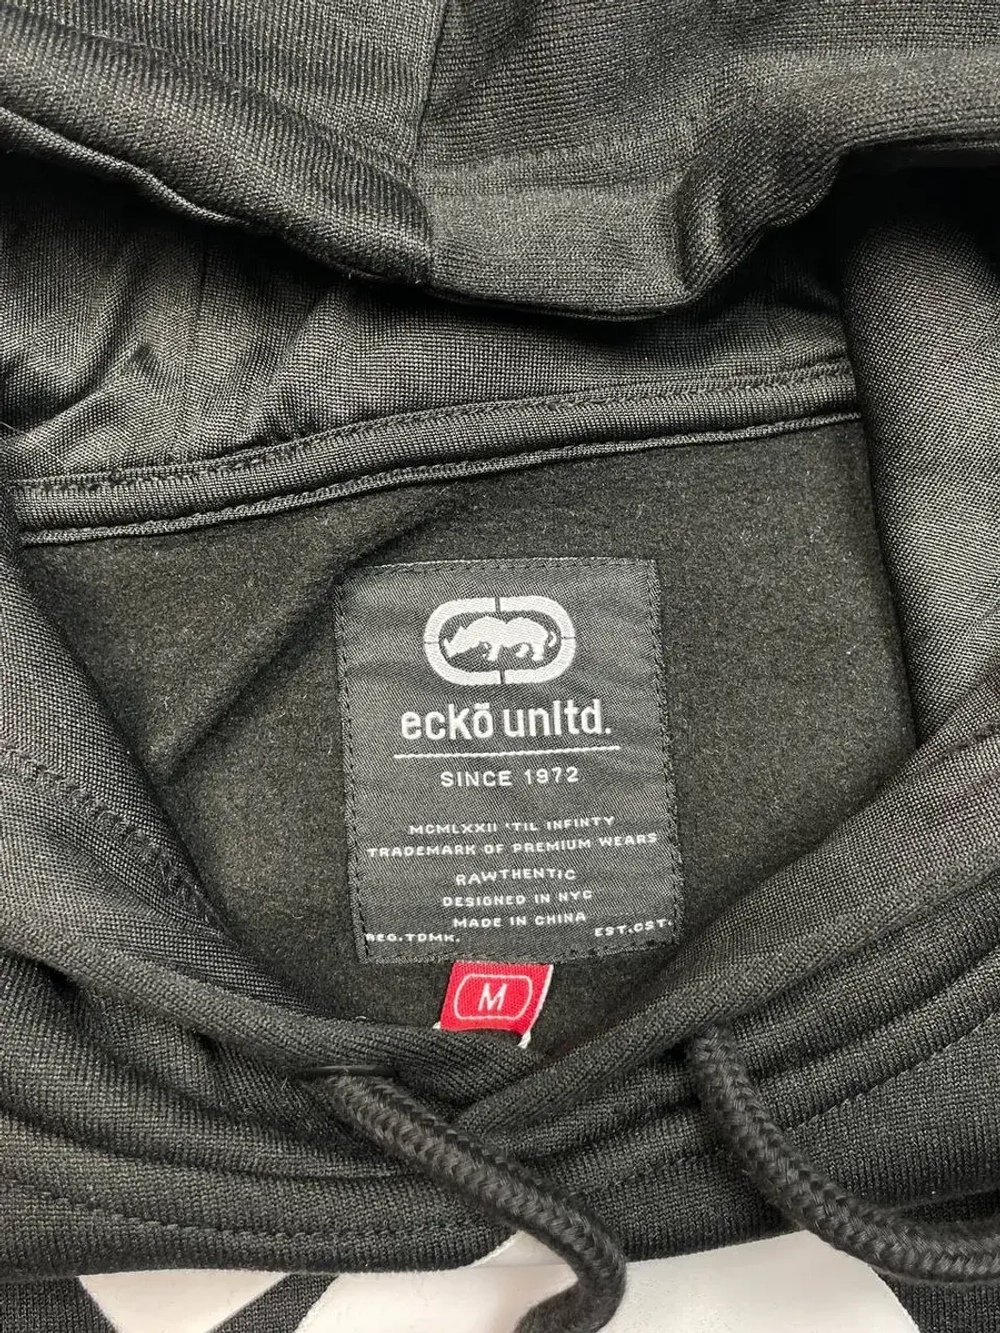 eckō unltd.
SINCE 1972
MCMLXXII 'TIL INFINTY
TRADEMARK OF PREMIUM WEARS
RAWTHENTIC
DESIGNED IN NYC
MADE IN CHINA
REG.TDMK. EST.CST.
M